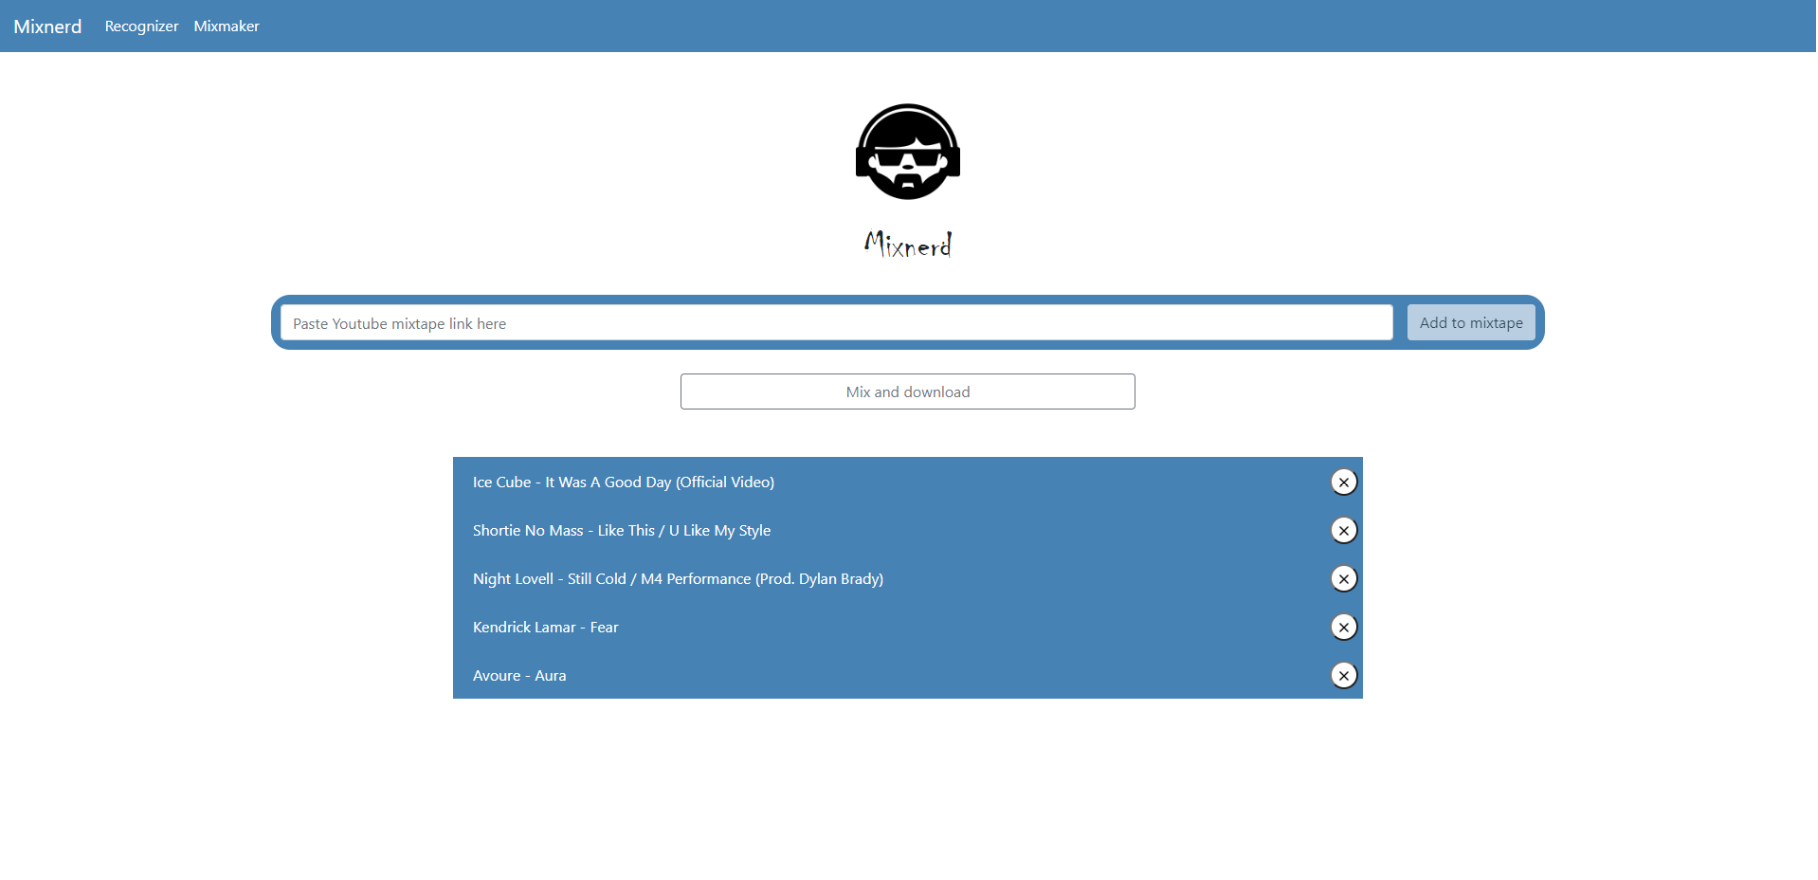 Mixnerd Recognizer Mixmaker
Mixnerd
Paste Youtube mixtape link here Add to mixtape
Mix and download
Ice Cube - It Was A Good Day (Official Video)
Shortie No Mass - Like This / U Like My Style
Night Lovell - Still Cold / M4 Performance (Prod. Dylan Brady)
Kendrick Lamar - Fear
Avoure - Aura